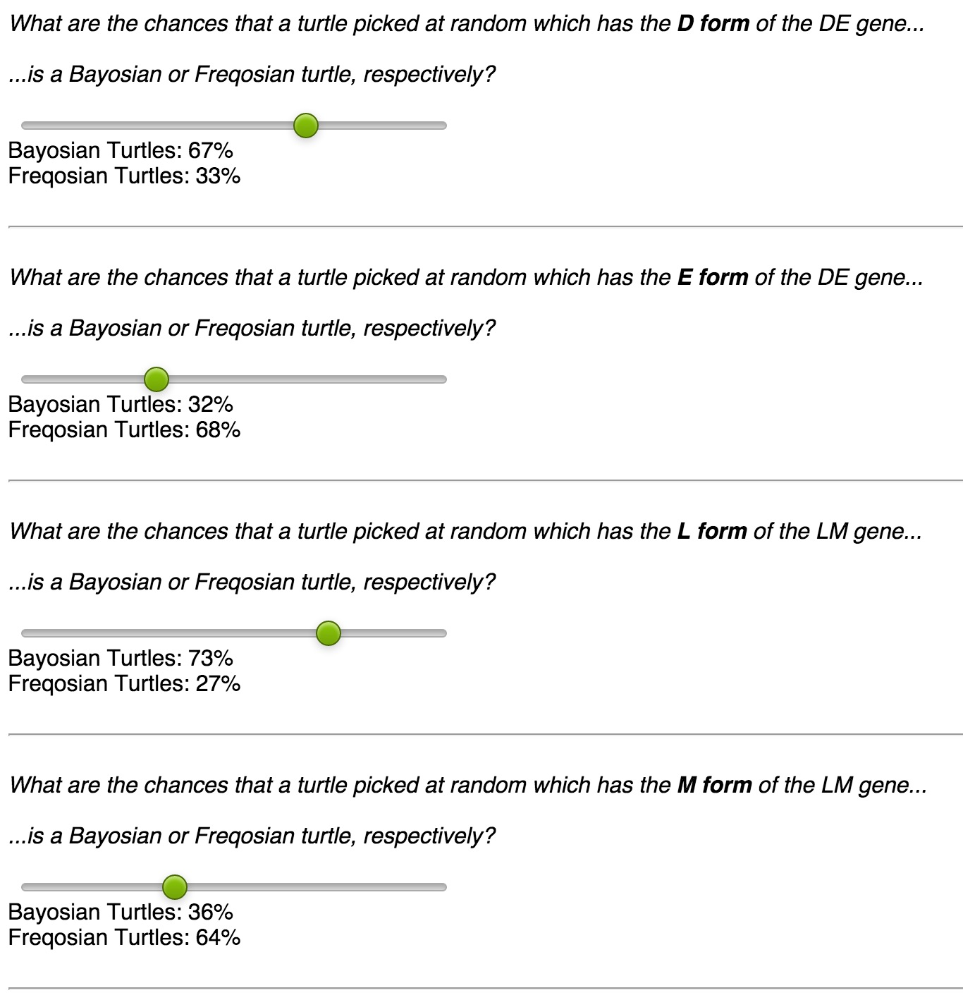 What are the chances that a turtle picked at random which has the D form of the DE gene...
...is a Bayosian or Freqosian turtle, respectively?
Bayosian Turtles: 67%
Freqosian Turtles: 33%
What are the chances that a turtle picked at random which has the E form of the DE gene...
...is a Bayosian or Freqosian turtle, respectively?
Bayosian Turtles: 32%
Freqosian Turtles: 68%
What are the chances that a turtle picked at random which has the L form of the LM gene...
...is a Bayosian or Freqosian turtle, respectively?
Bayosian Turtles: 73%
Freqosian Turtles: 27%
What are the chances that a turtle picked at random which has the M form of the LM gene...
...is a Bayosian or Freqosian turtle, respectively?
Bayosian Turtles: 36%
Freqosian Turtles: 64%